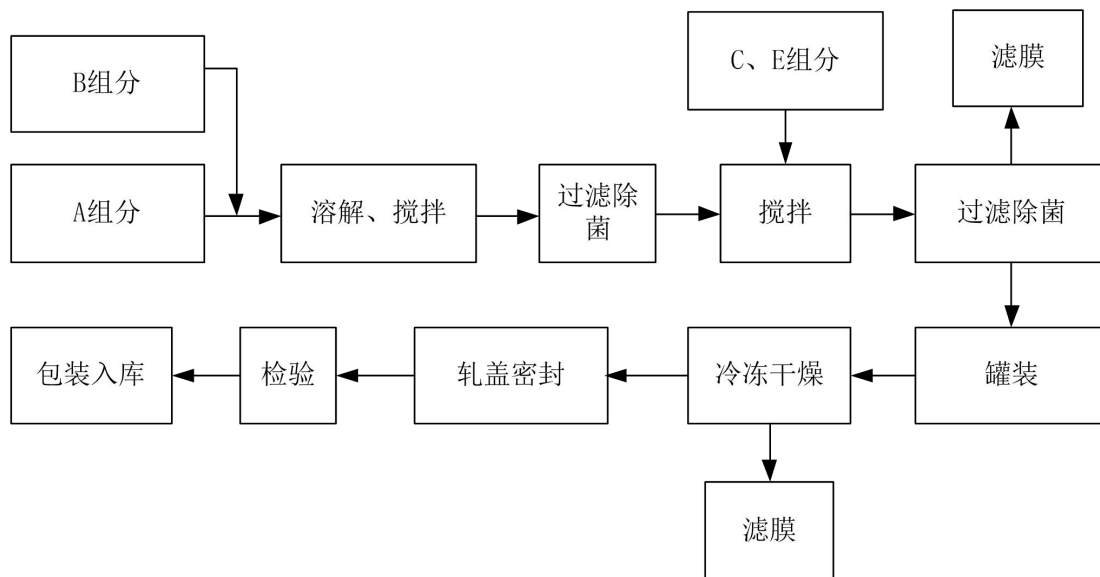 B组分
C、E组分
滤膜
A组分
溶解、搅拌
过滤除
菌
搅拌
过滤除菌
包装入库
检验
轧盖密封
冷冻干燥
罐装
滤膜